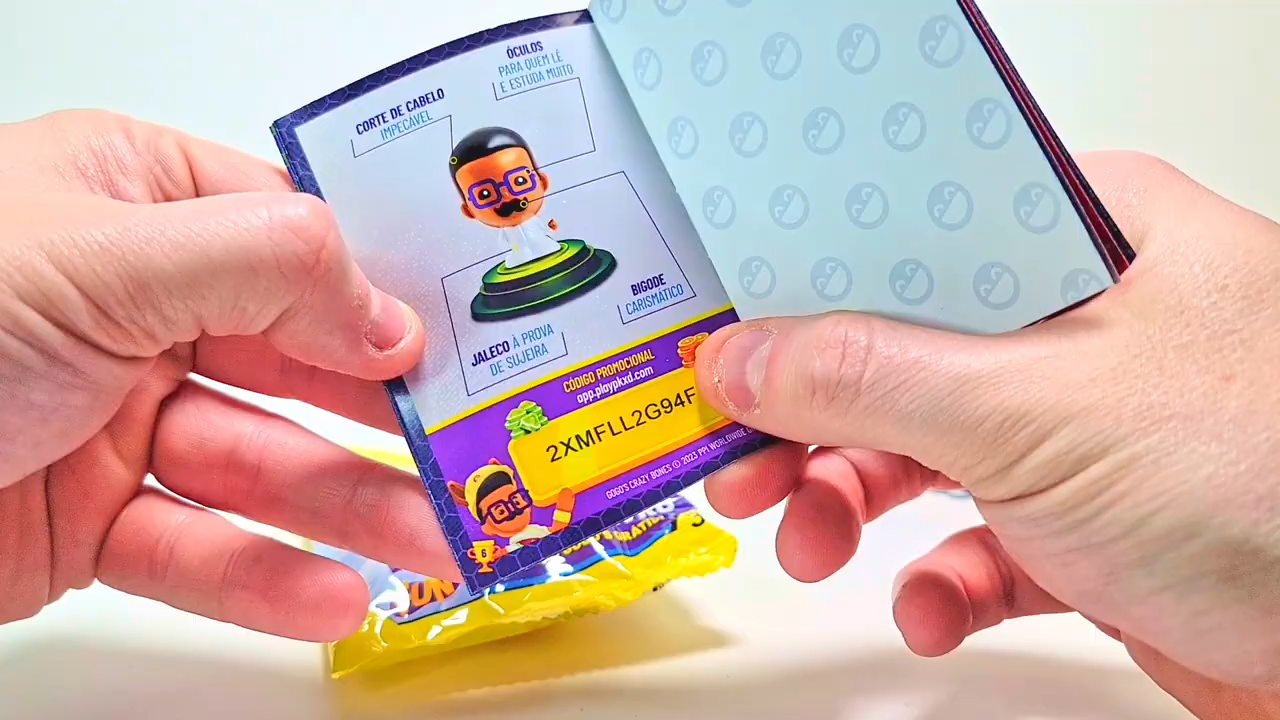 ÓCULOS
PARA QUEM LÊ
E ESTUDA MUITO
CORTE DE CABELO
IMPECÁVEL
BIGODE
CARISMÁTICO
JALECO À PROVA
DE SUJEIRA
CÓDIGO PROMOCIONAL
app.playpkxd.com
2XMFLL2G94F
GOGO'S CRAZY BONES © 2023 PPI WORLDWIDE
6
GRÁTIS